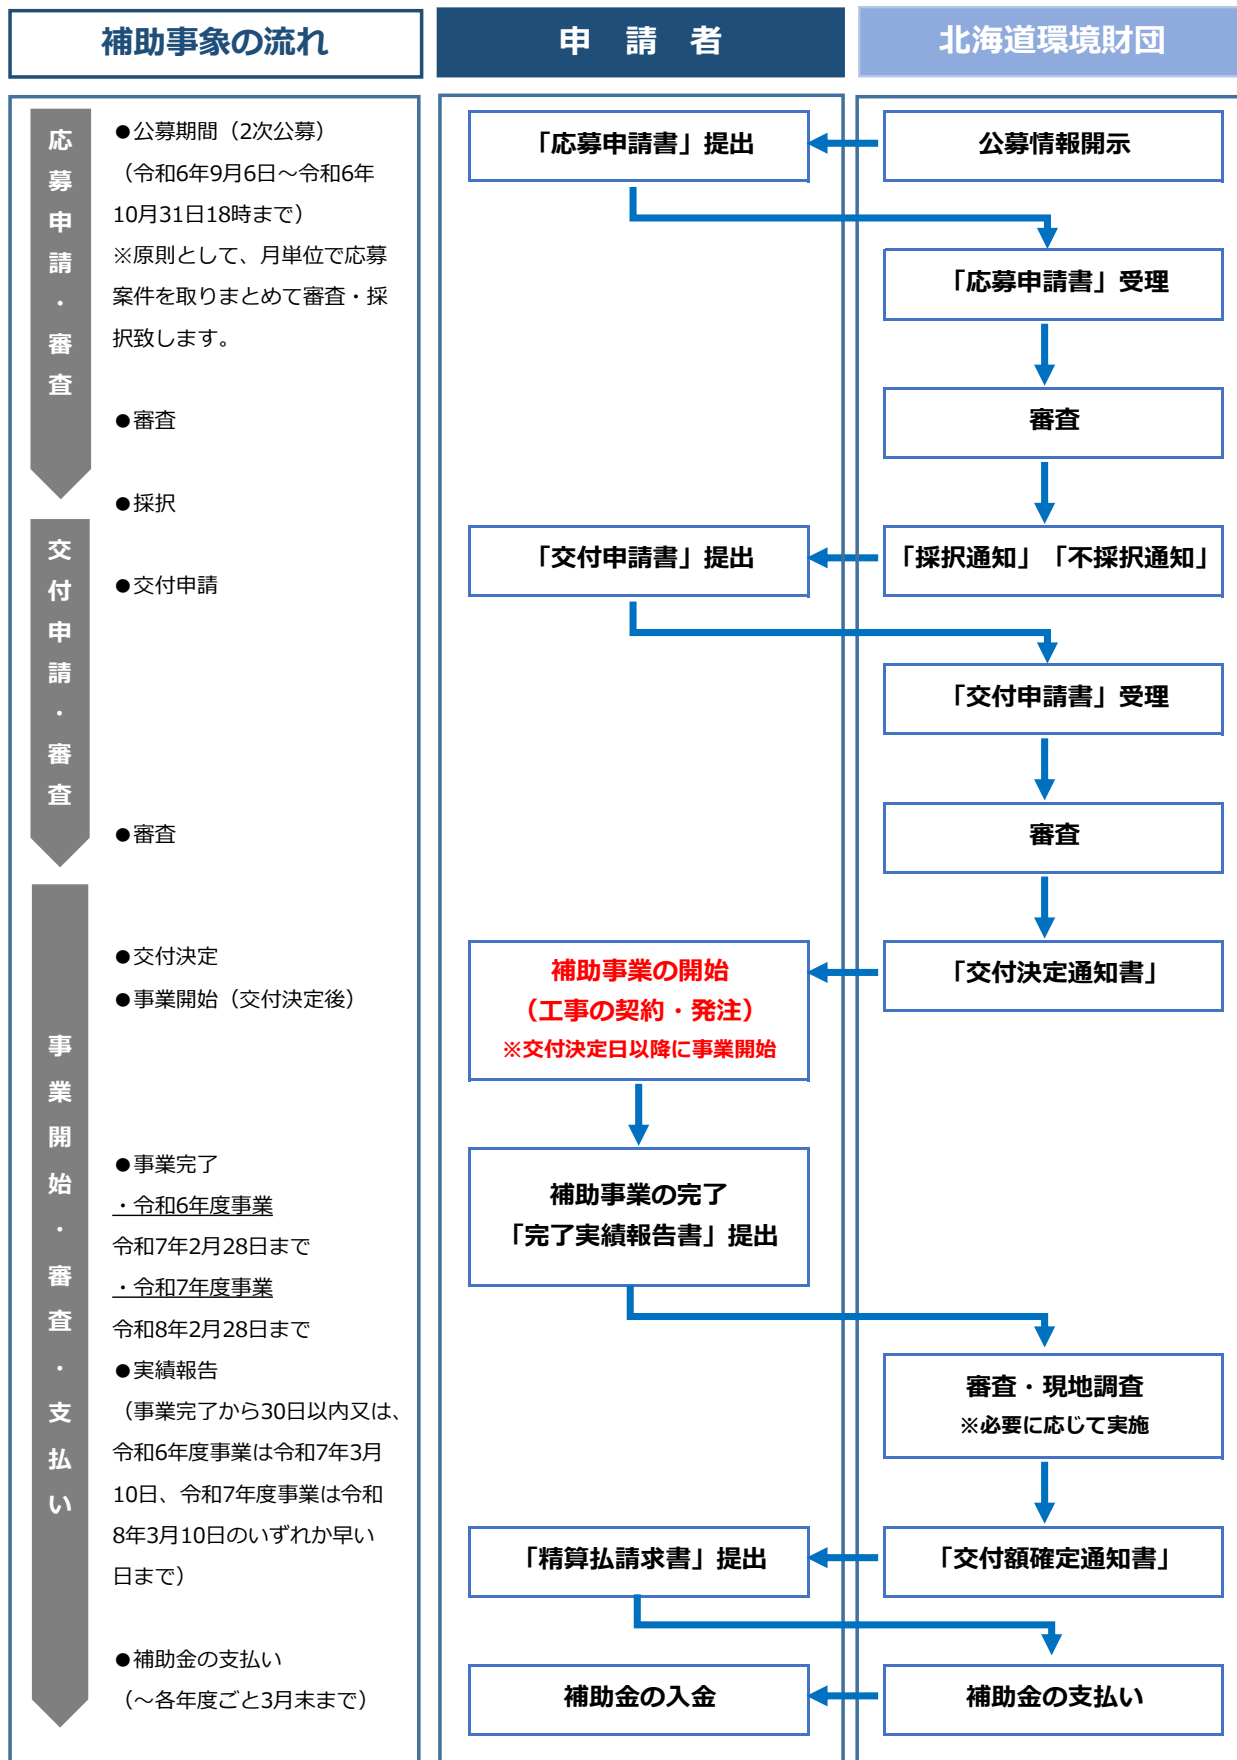 補助事象の流れ
申　請　者
北海道環境財団
応募申請・審査
●公募期間（2次公募）
（令和6年9月6日～令和6年
10月31日18時まで）
※原則として、月単位で応募
案件を取りまとめて審査・採
択致します。
●審査
●採択
交付申請・審査
●交付申請
●審査
事業開始・審査・支払い
●交付決定
●事業開始（交付決定後）
●事業完了
・令和6年度事業
令和7年2月28日まで
・令和7年度事業
令和8年2月28日まで
●実績報告
（事業完了から30日以内又は、
令和6年度事業は令和7年3月
10日、令和7年度事業は令和
8年3月10日のいずれか早い
日まで）
●補助金の支払い
（～各年度ごと3月末まで）
「応募申請書」提出
公募情報開示
「応募申請書」受理
審査
「交付申請書」提出
「採択通知」「不採択通知」
「交付申請書」受理
審査
補助事業の開始
（工事の契約・発注）
※交付決定日以降に事業開始
「交付決定通知書」
補助事業の完了
「完了実績報告書」提出
審査・現地調査
※必要に応じて実施
「精算払請求書」提出
「交付額確定通知書」
補助金の入金
補助金の支払い